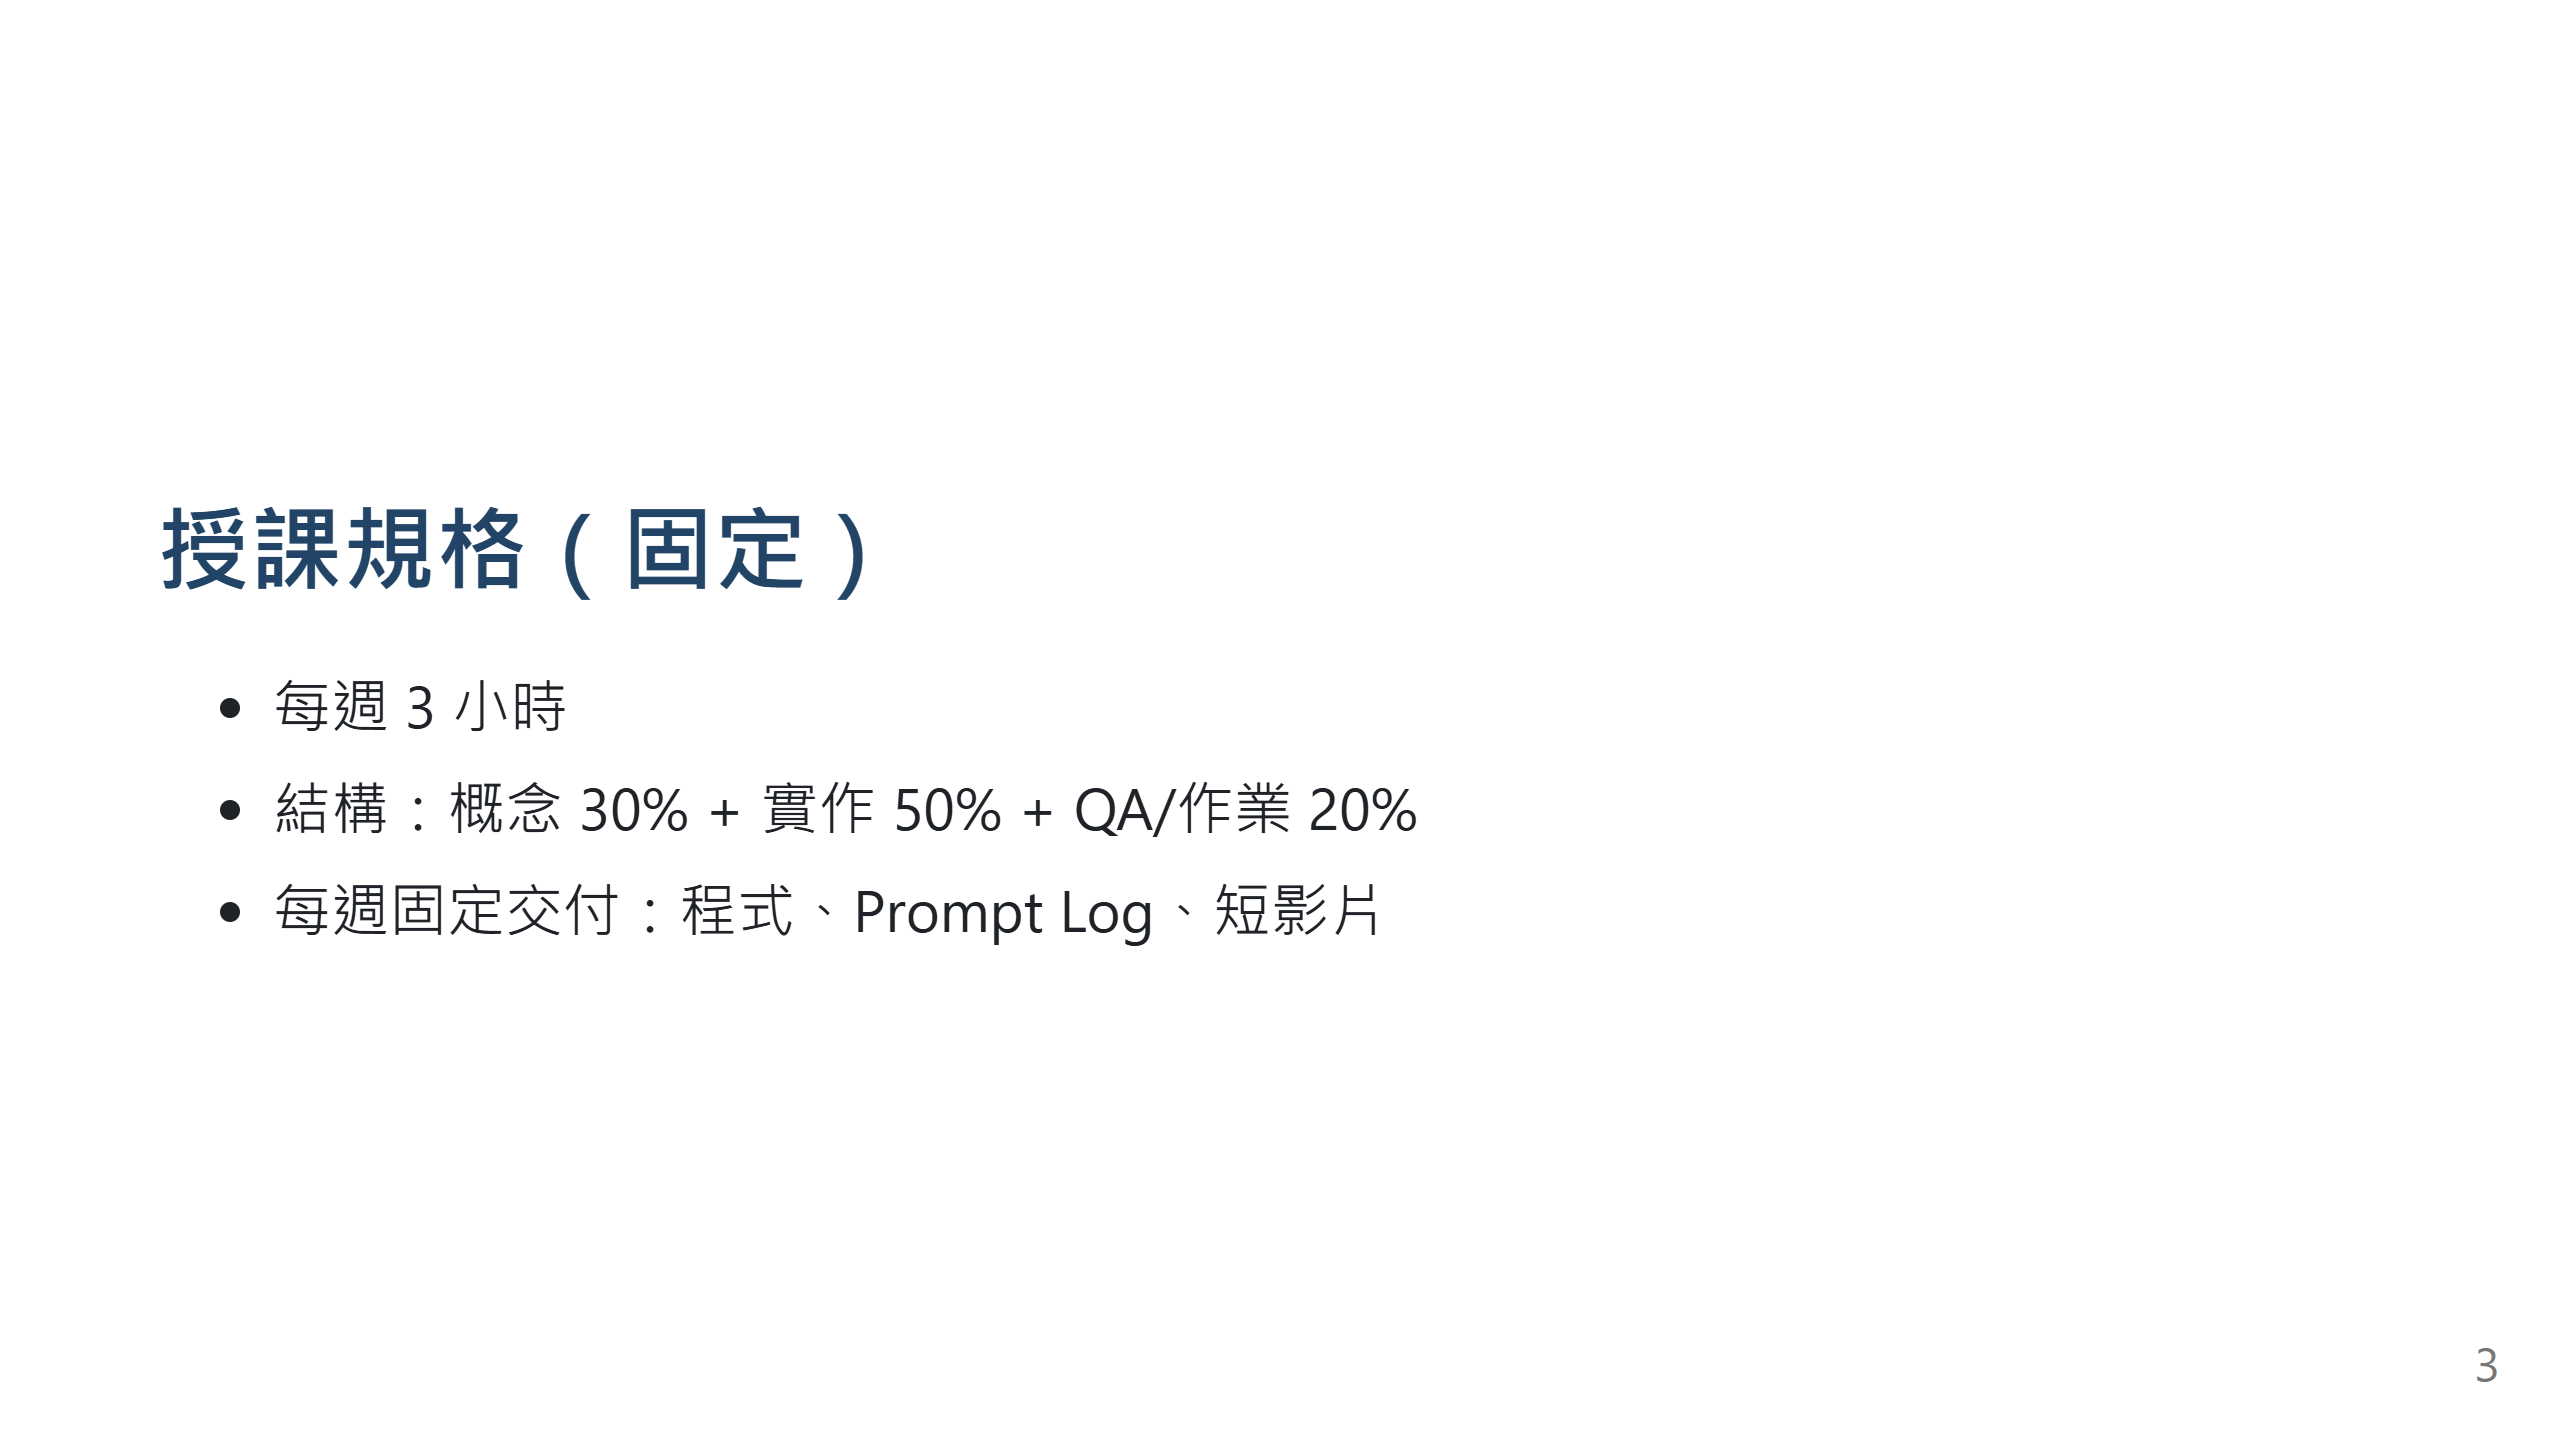 授課規格（固定）
• 每週 3 小時
• 結構：概念 30% + 實作 50% + QA/作業 20%
• 每週固定交付：程式、Prompt Log、短影片
3